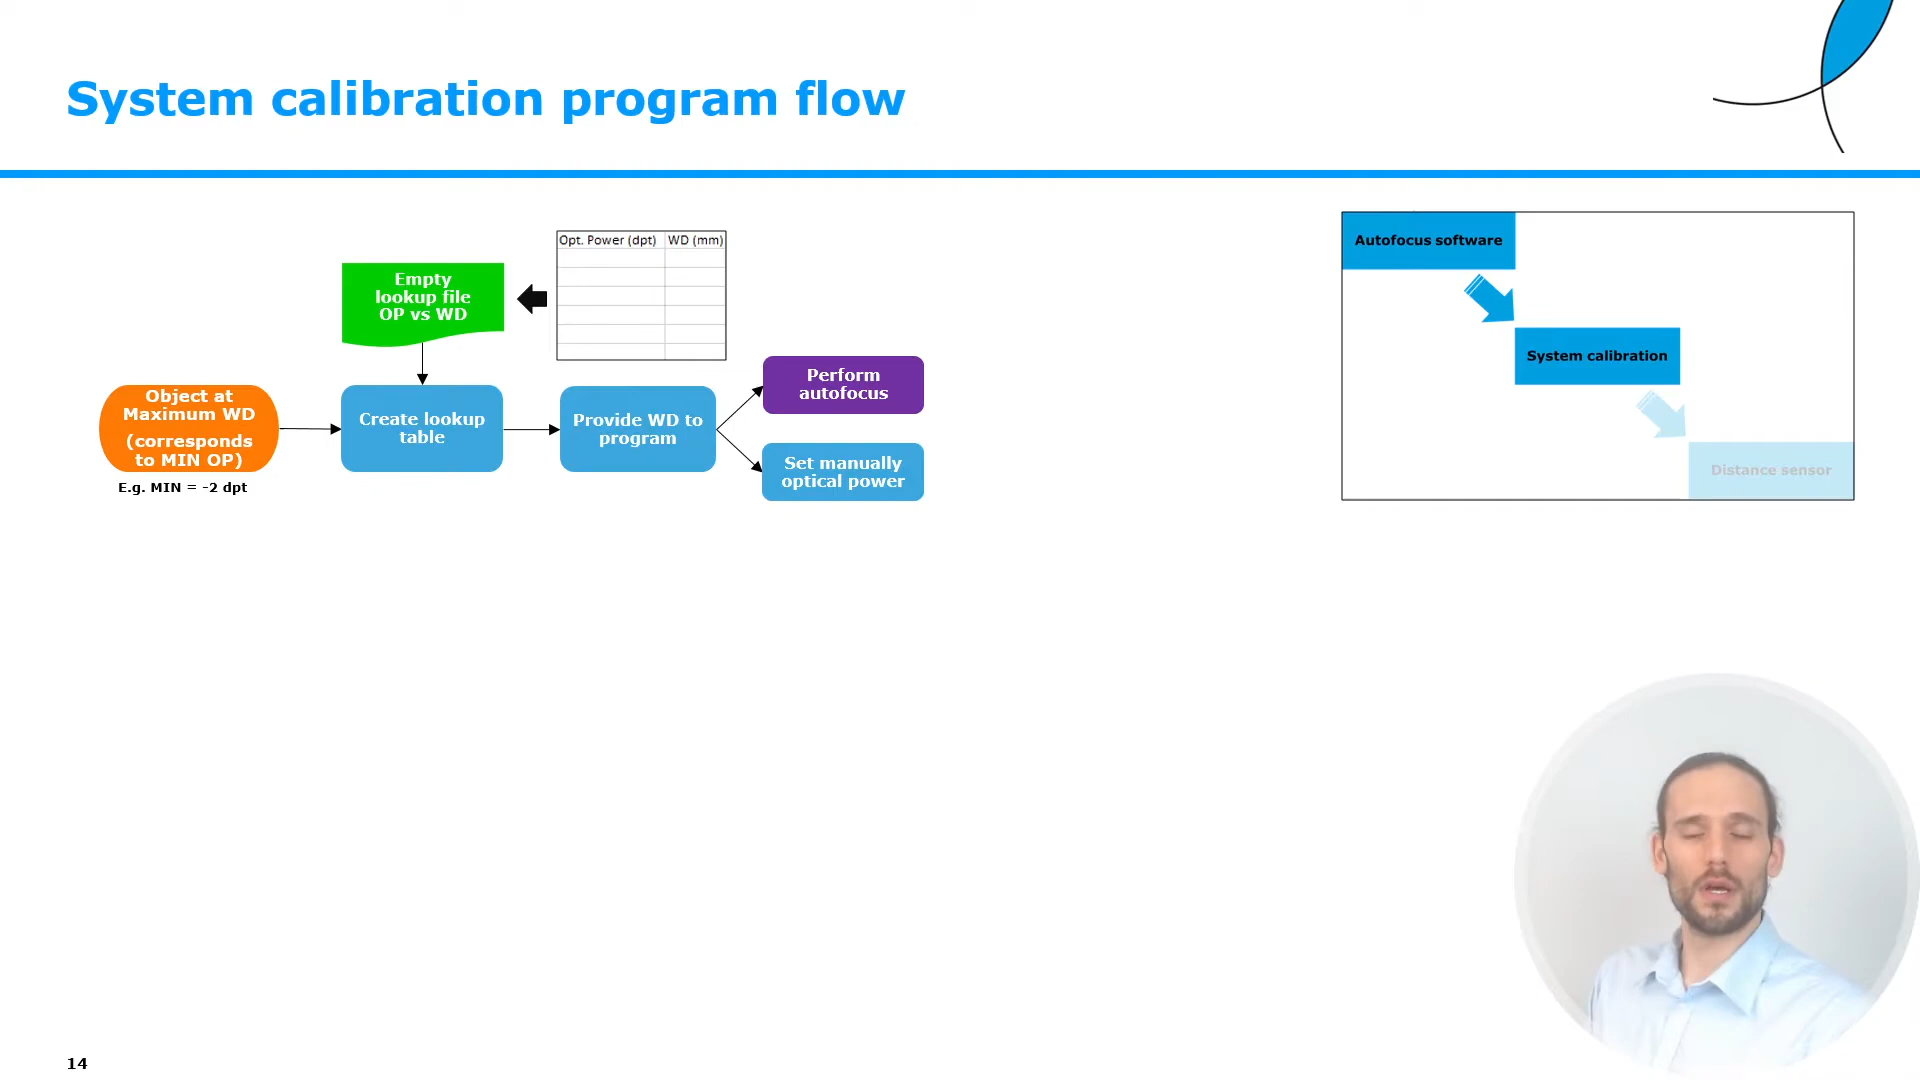 System calibration program flow
Opt. Power (dpt) WD (mm)
Empty
lookup file
OP vs WD
Object at
Maximum WD
(corresponds
to MIN OP)
E.g. MIN = -2 dpt
Create lookup
table
Provide WD to
program
Perform
autofocus
Set manually
optical power
Autofocus software
System calibration
Distance sensor
14